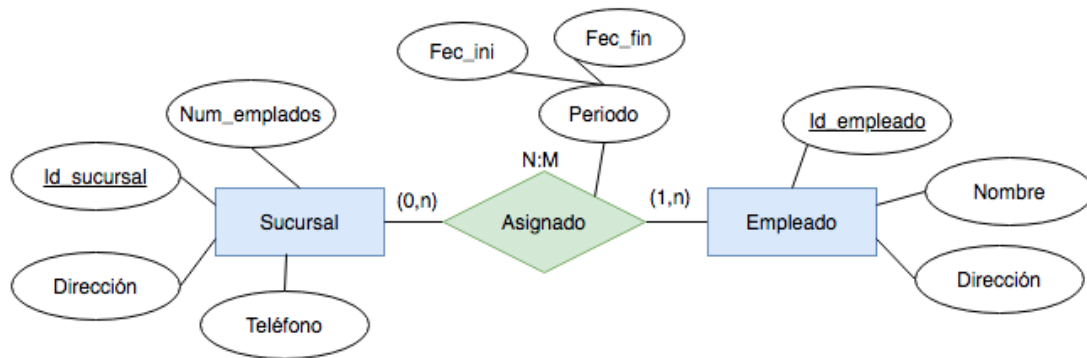 Fec_ini
Fec_fin
Num_emplados
Periodo
Id_empleado
Id_sucursal
N:M
Nombre
Sucursal
(0,n)
Asignado
(1,n)
Empleado
Dirección
Teléfono
Dirección